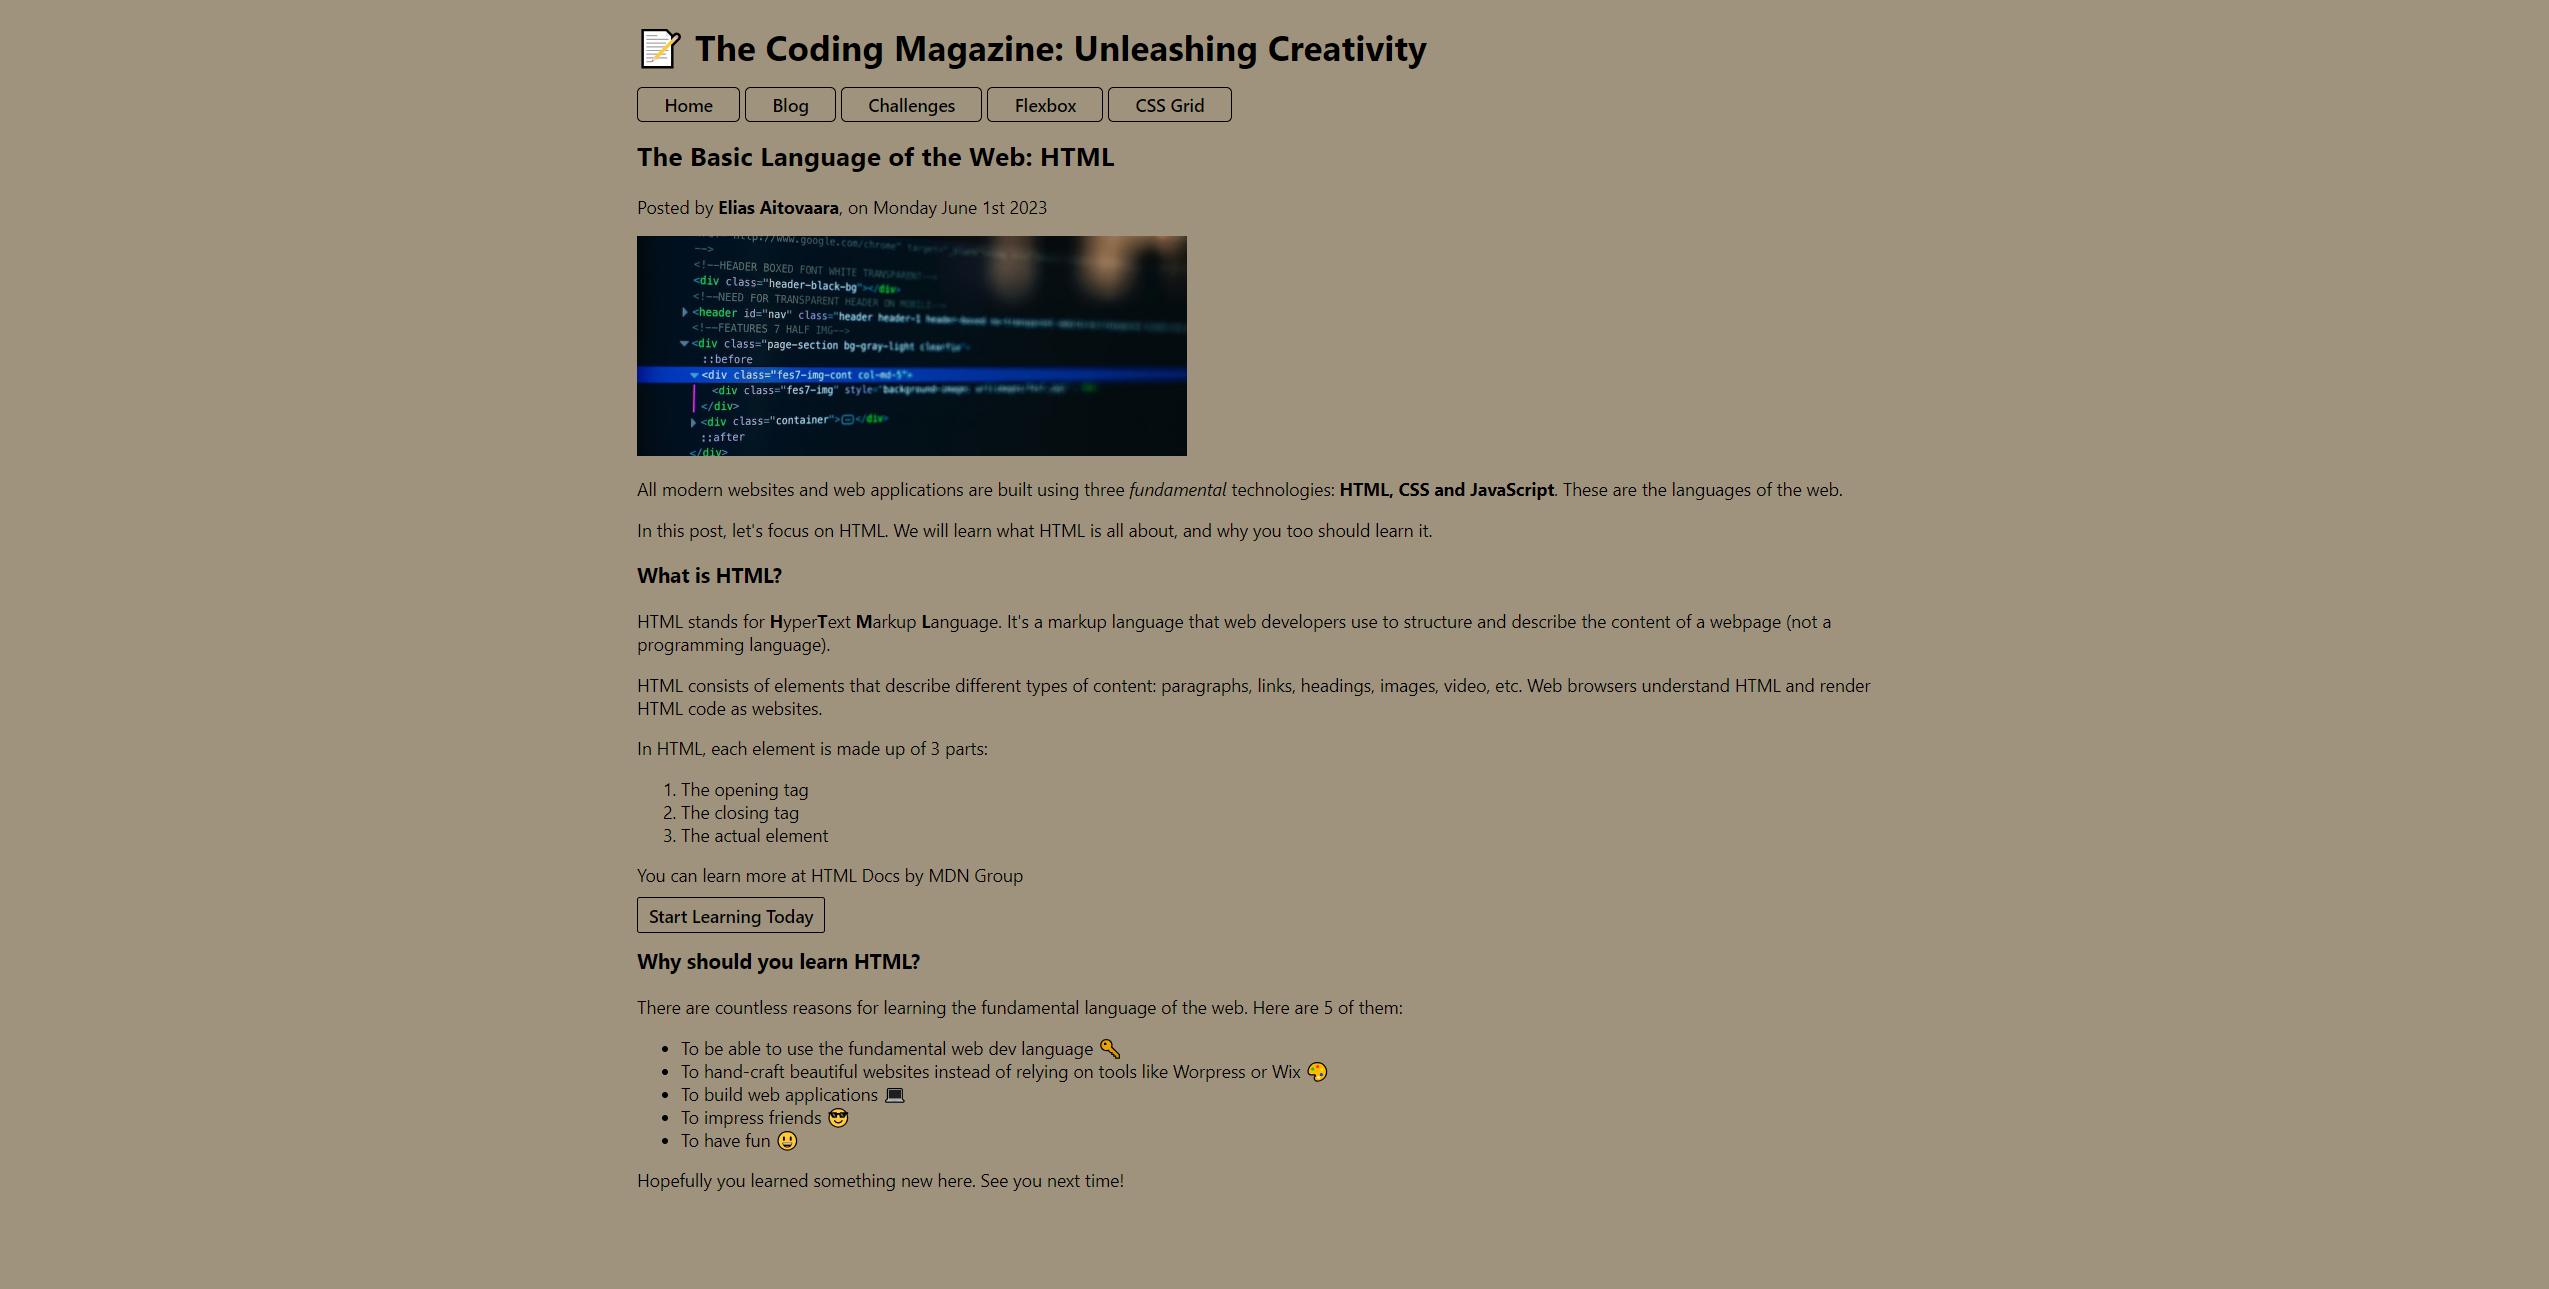 The Coding Magazine: Unleashing Creativity
Home Blog Challenges Flexbox CSS Grid
The Basic Language of the Web: HTML
Posted by Elias Aitovaara, on Monday June 1st 2023
http://www.google.com/chrome"
-->
<!--HEADER BOXED FONT WHITE TRANSPARENT-->
<div class="header-black-bg"></div>
<!--NEED FOR TRANSPARENT HEADER ON MOBILE-->
<header id="nav" class="header header-1 header-boxed
<!--FEATURES 7 HALF IMG-->
<div class="page-section bg-gray-light clearfix">
::before
<div class="fes7-img-cont col-md-5">
<div class="fes7-img" style="background-image:
</div>
<div class="container"></div>
::after
</div>
All modern websites and web applications are built using three fundamental technologies: HTML, CSS and JavaScript. These are the languages of the web.
In this post, let's focus on HTML. We will learn what HTML is all about, and why you too should learn it.
What is HTML?
HTML stands for HyperText Markup Language. It's a markup language that web developers use to structure and describe the content of a webpage (not a
programming language).
HTML consists of elements that describe different types of content: paragraphs, links, headings, images, video, etc. Web browsers understand HTML and render
HTML code as websites.
In HTML, each element is made up of 3 parts:
1. The opening tag
2. The closing tag
3. The actual element
You can learn more at HTML Docs by MDN Group
Start Learning Today
Why should you learn HTML?
There are countless reasons for learning the fundamental language of the web. Here are 5 of them:
• To be able to use the fundamental web dev language 🔑
• To hand-craft beautiful websites instead of relying on tools like Worpress or Wix 🎨
• To build web applications 💻
• To impress friends 😎
• To have fun 😃
Hopefully you learned something new here. See you next time!